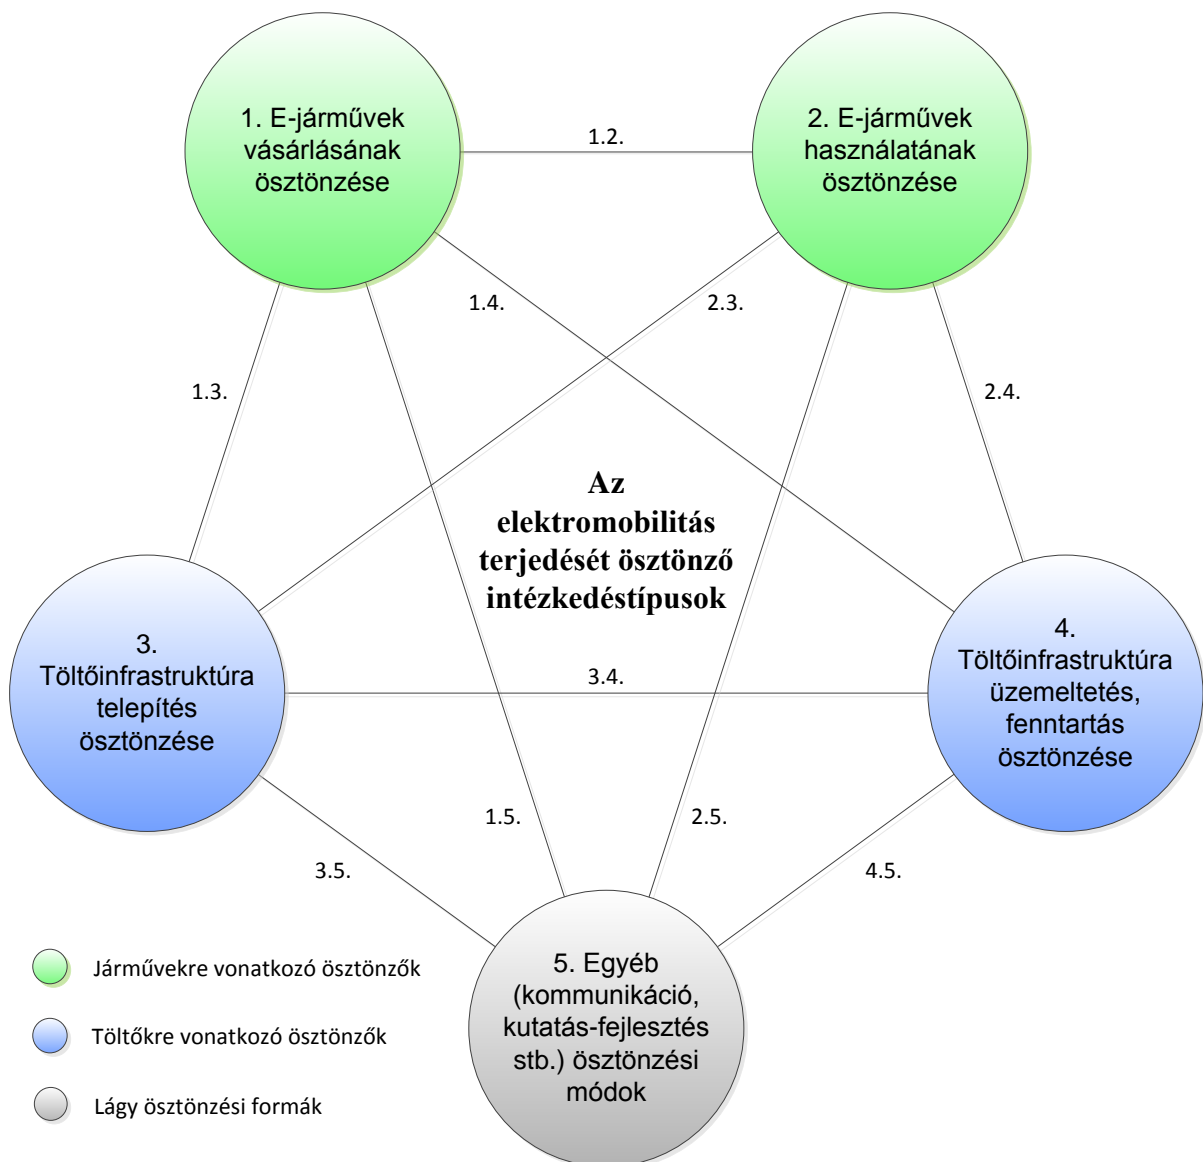 1. E-járművek
vásárlásának
ösztönzése
1.2.
2. E-járművek
használatának
ösztönzése
1.4.
2.3.
1.3.
2.4.
Az
elektromobilitás
terjedését ösztönző
intézkedéstípusok
3.
Töltőinfrastruktúra
telepítés
ösztönzése
3.4.
4.
Töltőinfrastruktúra
üzemeltetés,
fenntartás
ösztönzése
1.5.
2.5.
3.5.
4.5.
5. Egyéb
(kommunikáció,
kutatás-fejlesztés
stb.) ösztönzési
módok
Járművekre vonatkozó ösztönzők
Töltőkre vonatkozó ösztönzők
Lágy ösztönzési formák